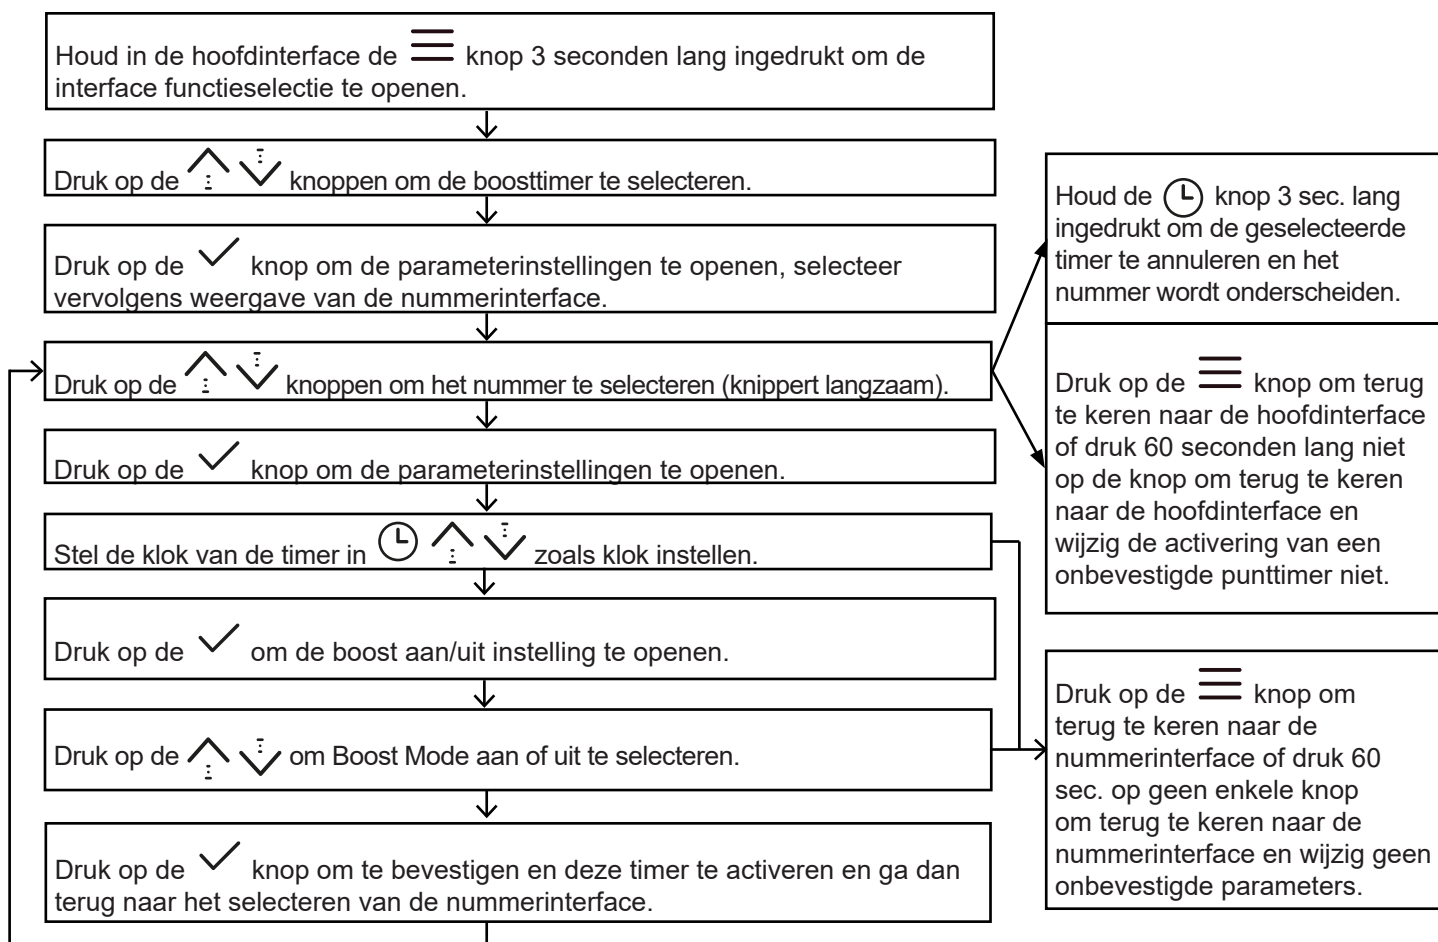 Houd in de hoofdinterface de knop 3 seconden lang ingedrukt om de
interface functieselectie te openen.
Druk op de knoppen om de boosttimer te selecteren.
Druk op de knop om de parameterinstellingen te openen, selecteer
vervolgens weergave van de nummerinterface.
Druk op de knoppen om het nummer te selecteren (knippert langzaam).
Druk op de knop om de parameterinstellingen te openen.
Stel de klok van de timer in zoals klok instellen.
Druk op de om de boost aan/uit instelling te openen.
Druk op de om Boost Mode aan of uit te selecteren.
Druk op de knop om te bevestigen en deze timer te activeren en ga dan
terug naar het selecteren van de nummerinterface.
Houd de knop 3 sec. lang
ingedrukt om de geselecteerde
timer te annuleren en het
nummer wordt onderscheiden.
Druk op de knop om terug
te keren naar de hoofdinterface
of druk 60 seconden lang niet
op de knop om terug te keren
naar de hoofdinterface en
wijzig de activering van een
onbevestigde punttimer niet.
Druk op de knop om
terug te keren naar de
nummerinterface of druk 60
sec. op geen enkele knop
om terug te keren naar de
nummerinterface en wijzig geen
onbevestigde parameters.